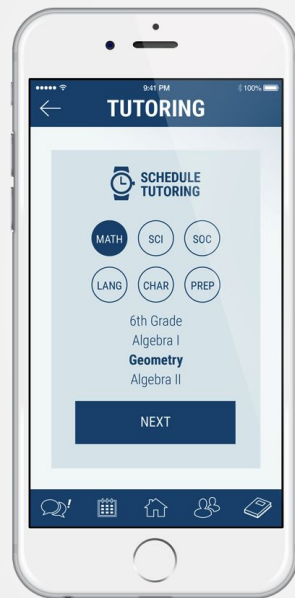 9:41 PM
100%
TUTORING
SCHEDULE
TUTORING
MATH SCI SOC
LANG CHAR PREP
6th Grade
Algebra I
Geometry
Algebra II
NEXT